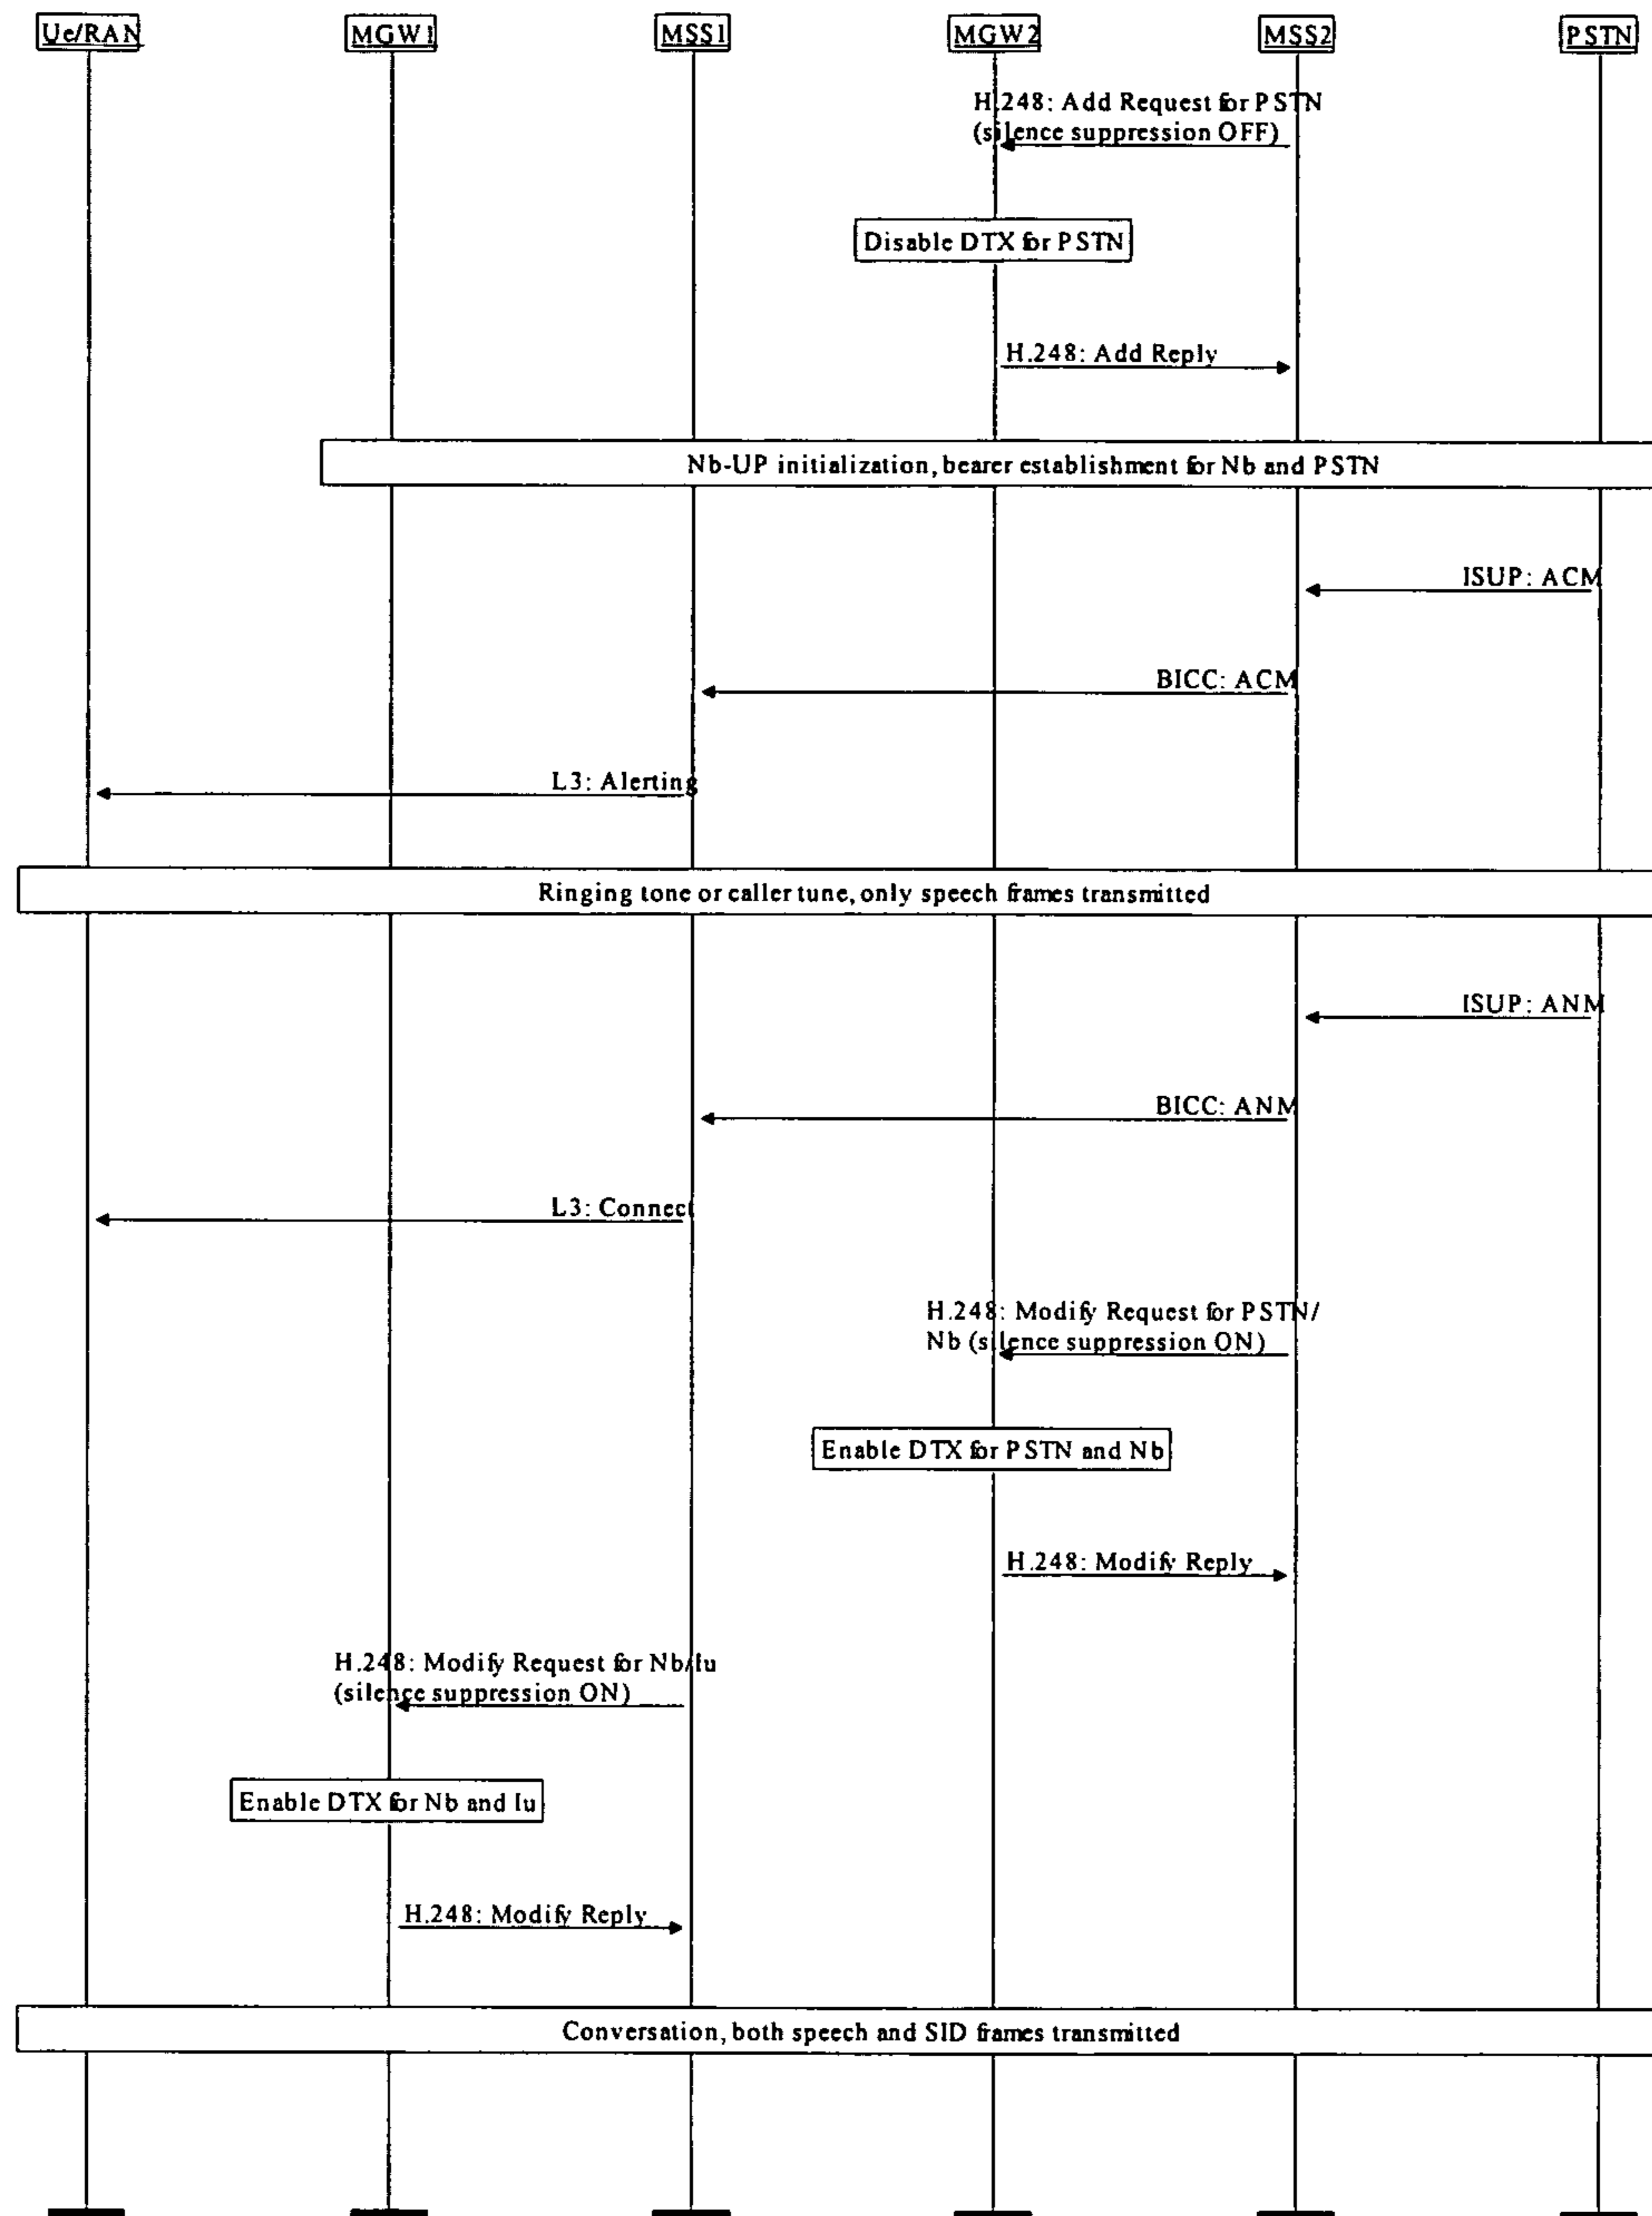 Ue/RAN
MGW1
MSS1
MGW2
MSS2
PSTN
H.248: Add Request for PSTN
(silence suppression OFF)
Disable DTX for PSTN
H.248: Add Reply
Nb-UP initialization, bearer establishment for Nb and PSTN
ISUP: ACM
BICC: ACM
L3: Alerting
Ringing tone or caller tune, only speech frames transmitted
ISUP: ANM
BICC: ANM
L3: Connect
H.248: Modify Request for PSTN/
Nb (silence suppression ON)
Enable DTX for PSTN and Nb
H.248: Modify Reply
H.248: Modify Request for Nb/Iu
(silence suppression ON)
Enable DTX for Nb and Iu
H.248: Modify Reply
Conversation, both speech and SID frames transmitted